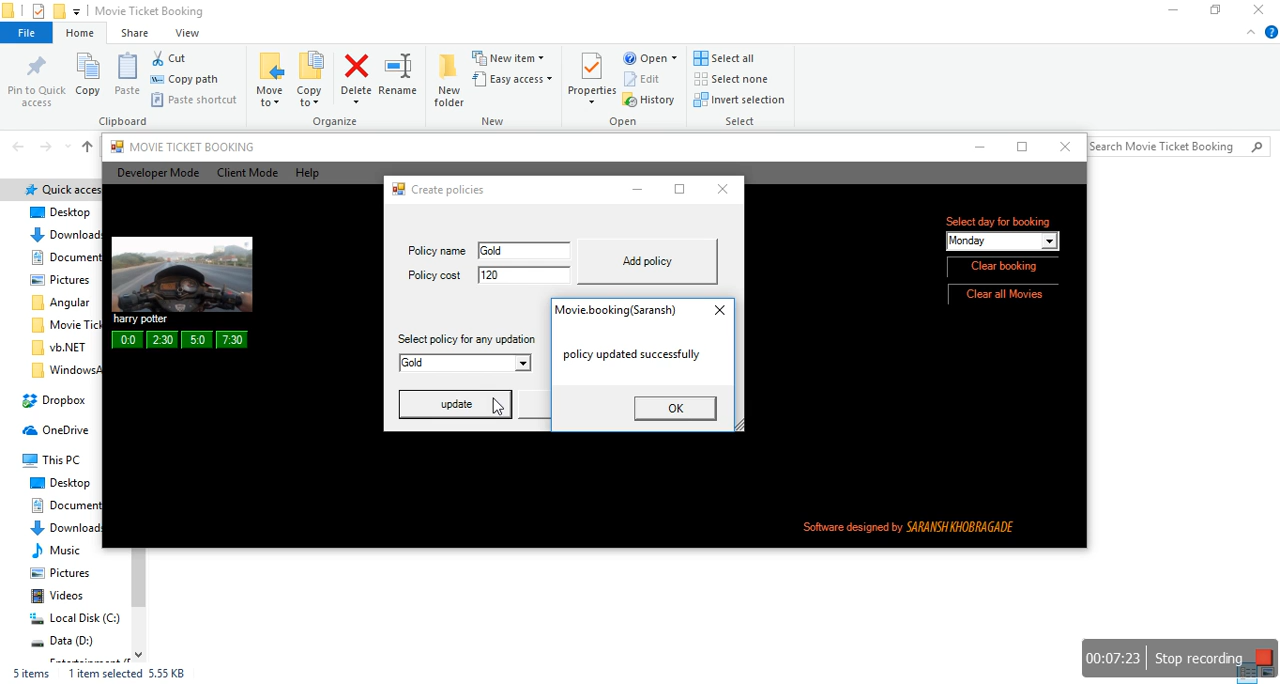 Movie Ticket Booking
File Home Share View
Pin to Quick access
Copy
Paste
Cut
Copy path
Paste shortcut
Clipboard
Move to
Copy to
Delete
Rename
Organize
New folder
New item
Easy access
New
Properties
Open
Edit
History
Open
Select all
Select none
Invert selection
Select
Search Movie Ticket Booking
MOVIE TICKET BOOKING
Developer Mode Client Mode Help
Quick acces
Desktop
Downloads
Document
Pictures
Angular
Movie Tick
vb.NET
WindowsA
Dropbox
OneDrive
This PC
Desktop
Document
Downloads
Music
Pictures
Videos
Local Disk (C:)
Data (D:)
harry potter
0:0 2:30 5:0 7:30
Create policies
Policy name Gold
Policy cost 120
Add policy
Select policy for any updation
Gold
update
Movie.booking(Saransh)
policy updated successfully
OK
Select day for booking
Monday
Clear booking
Clear all Movies
Software designed by SARANSH KHOBRAGADE
5 items 1 item selected 5.55 KB
00:07:23 Stop recording